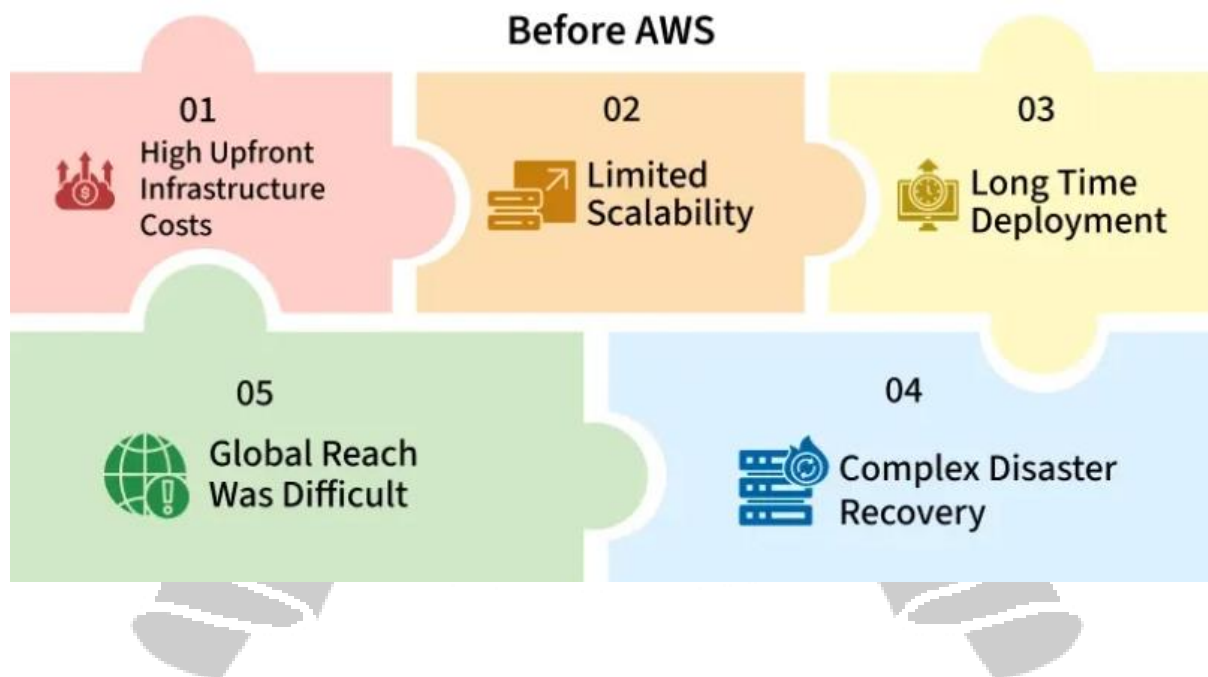 Before AWS
01
High Upfront
Infrastructure
Costs
02
Limited
Scalability
03
Long Time
Deployment
05
Global Reach
Was Difficult
04
Complex Disaster
Recovery